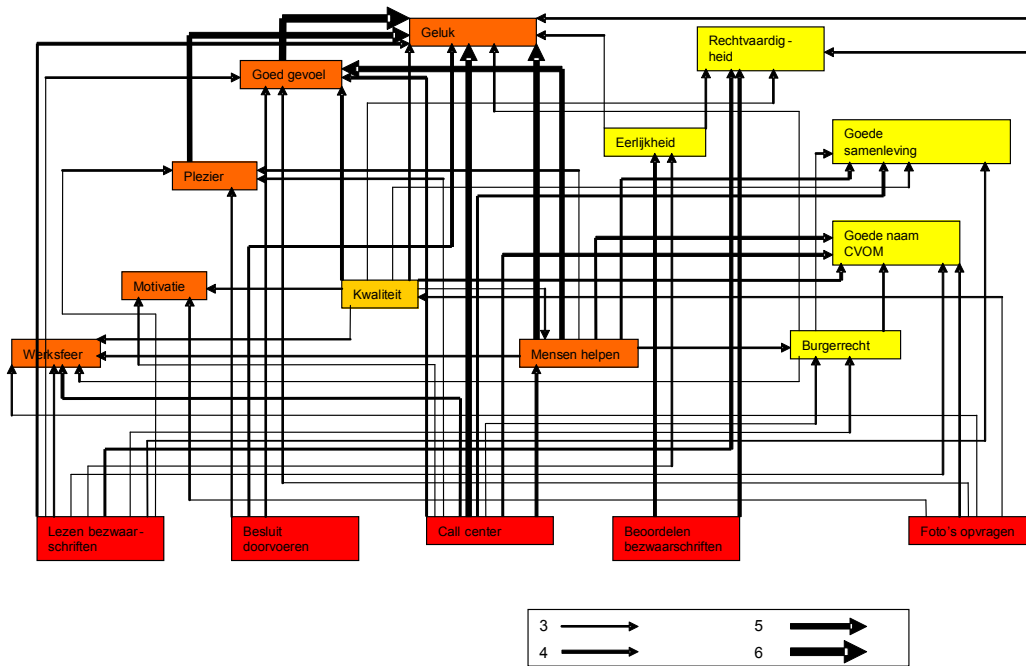 Geluk
Rechtvaardig -
heid
Goed gevoel
Eerlijkheid
Goede
samenleving
Plezier
Goede naam
CVOM
Motivatie
Kwaliteit
Werksfeer
Mensen helpen
Burgerrecht
Lezen bezwaar-
schriften
Besluit
doorvoeren
Call center
Beoordelen
bezwaarschriften
Foto's opvragen
3
5
4
6